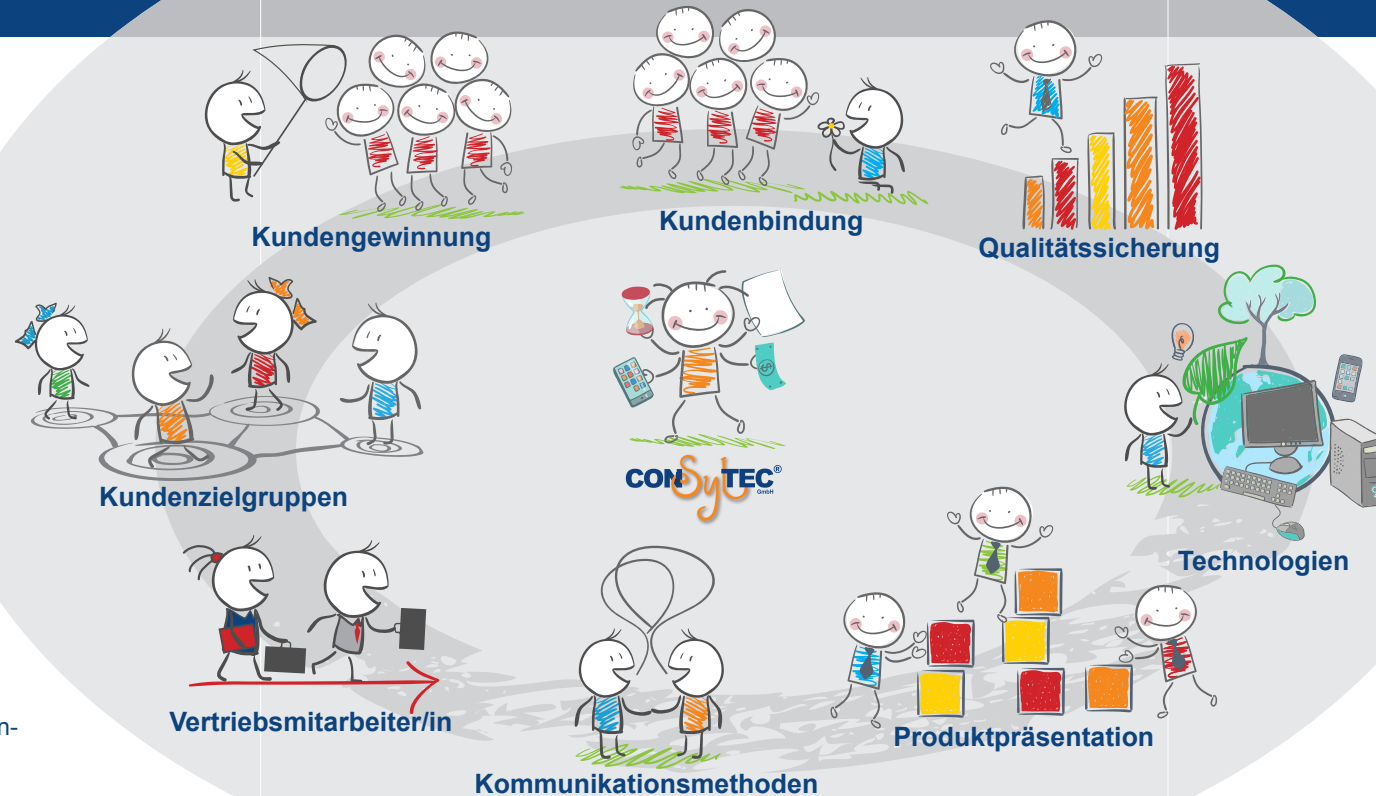 Kundengewinnung
Kundenbindung
Qualitätssicherung
Kundenzielgruppen
CONSyTEC®
GmbH
Technologien
Vertriebsmitarbeiter/in
Produktpräsentation
Kommunikationsmethoden
n-